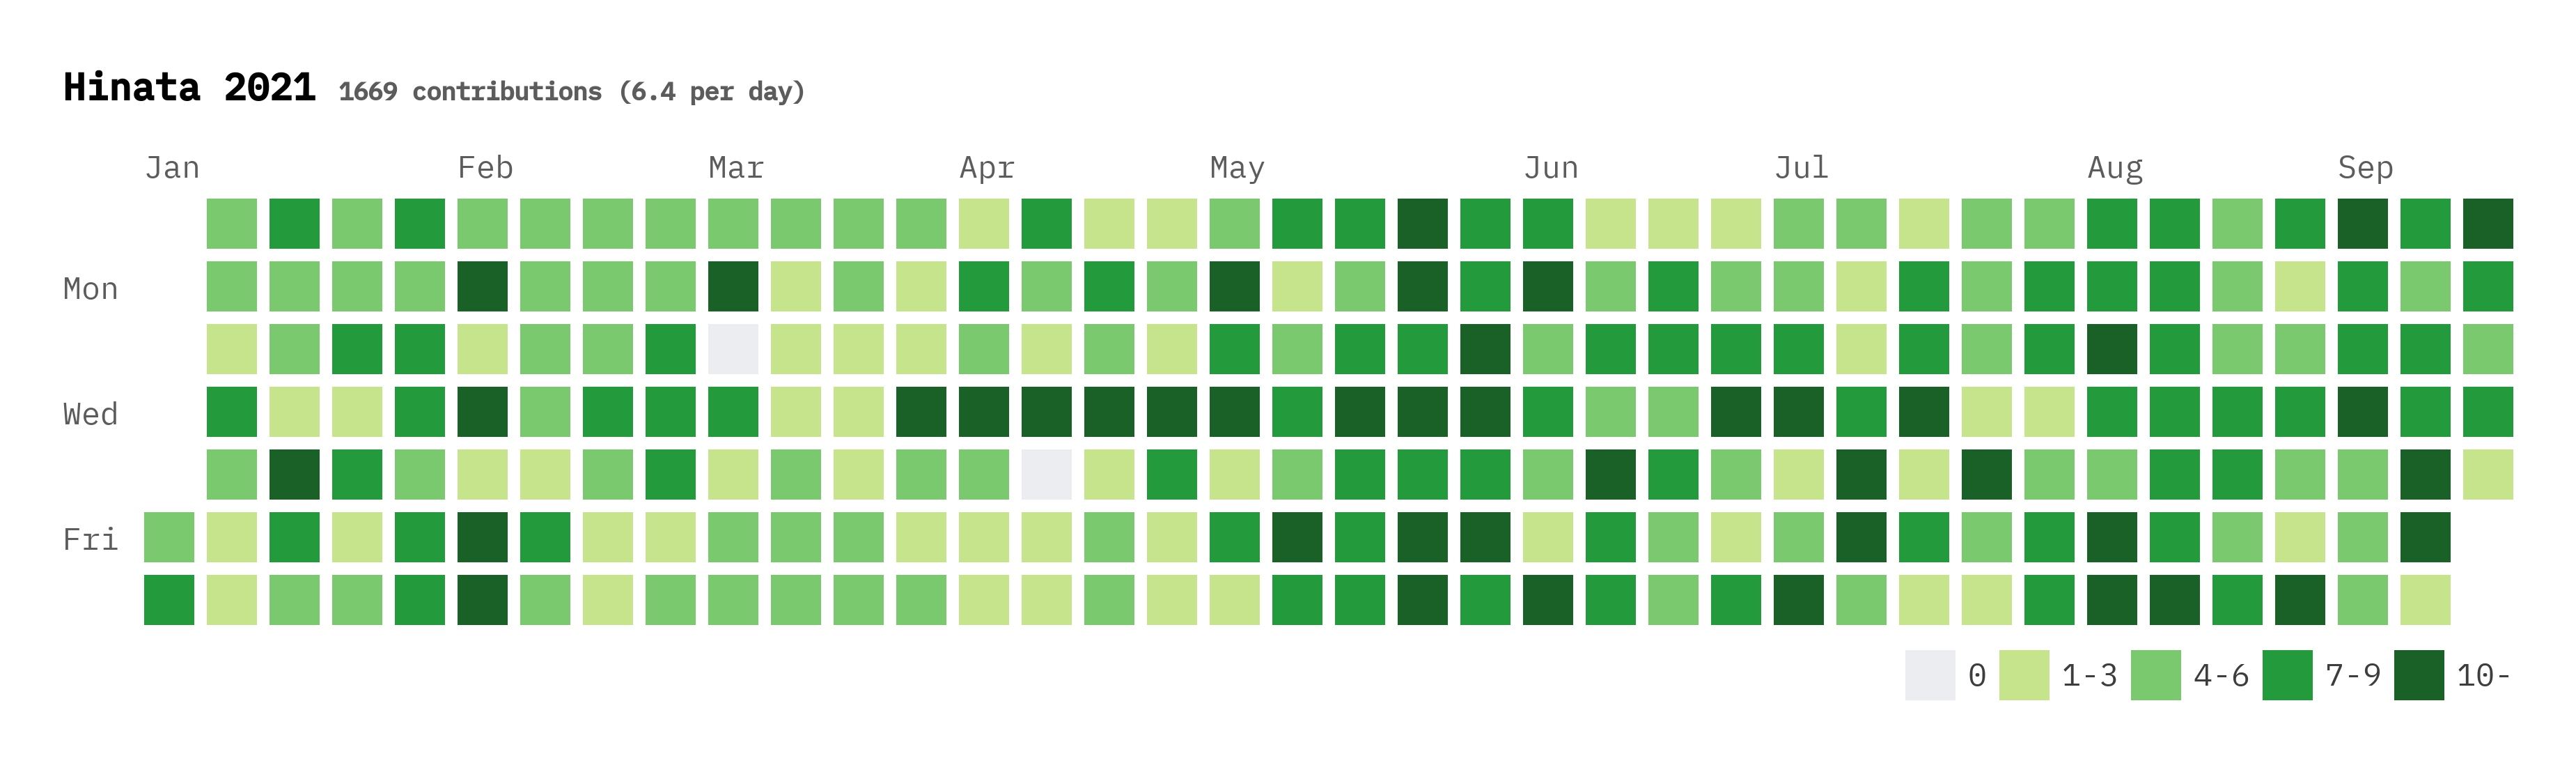 Hinata 2021 1669 contributions (6.4 per day)
Jan Feb Mar Apr May Jun Jul Aug Sep
Mon
Wed
Fri
0 1-3 4-6 7-9 10-